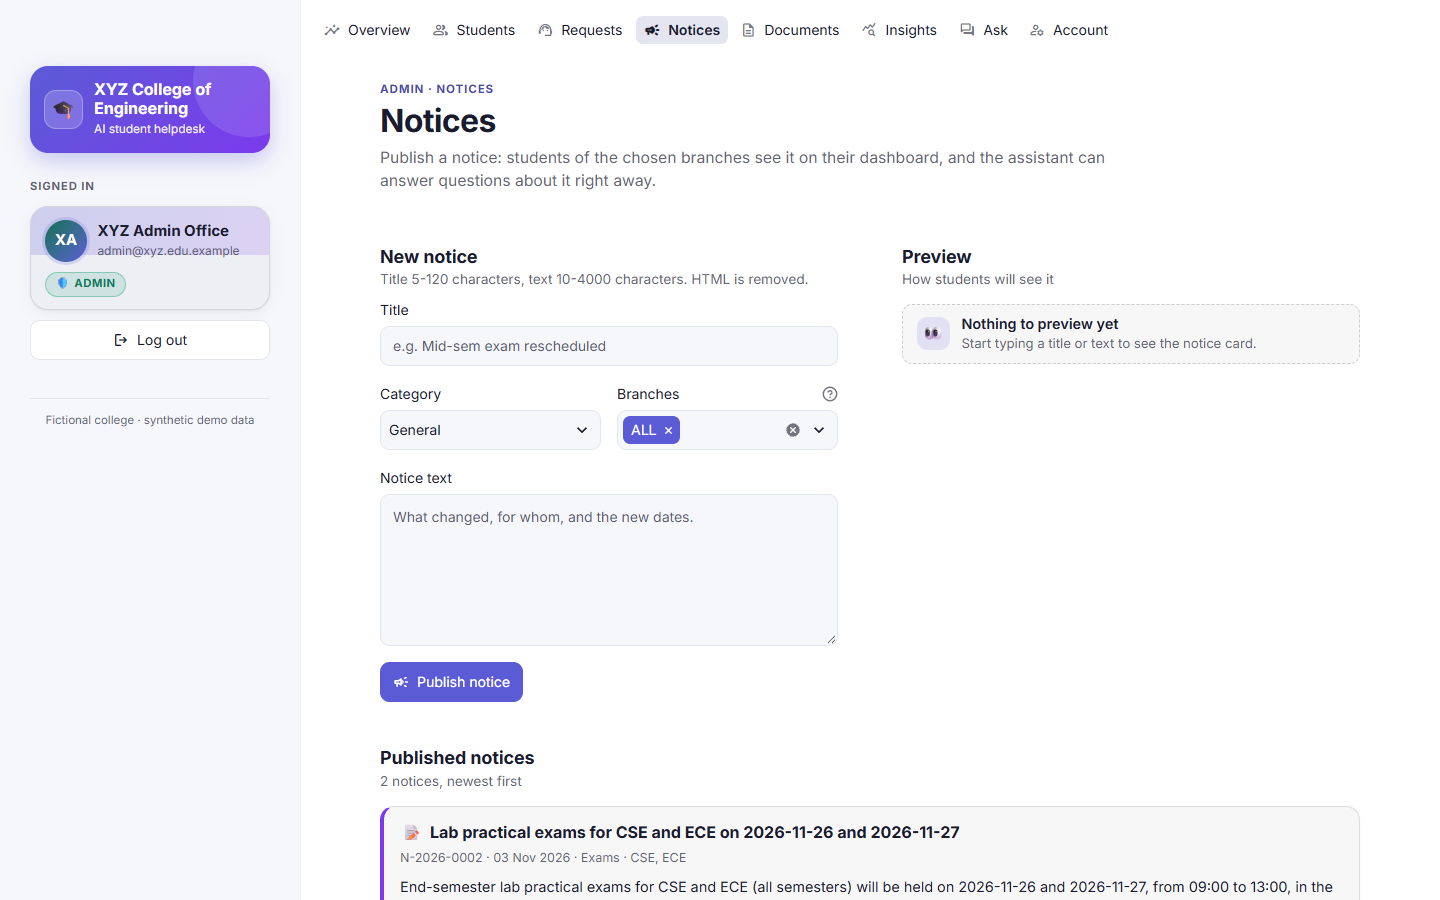 Overview Students Requests Notices Documents Insights Ask Account
XYZ College of
Engineering
AI student helpdesk
SIGNED IN
XA
XYZ Admin Office
admin@xyz.edu.example
ADMIN
Log out
Fictional college · synthetic demo data
ADMIN · NOTICES
Notices
Publish a notice: students of the chosen branches see it on their dashboard, and the assistant can
answer questions about it right away.
New notice
Title 5-120 characters, text 10-4000 characters. HTML is removed.
Title
e.g. Mid-sem exam rescheduled
Category
General
Branches
ALL
Notice text
What changed, for whom, and the new dates.
Publish notice
Preview
How students will see it
Nothing to preview yet
Start typing a title or text to see the notice card.
Published notices
2 notices, newest first
Lab practical exams for CSE and ECE on 2026-11-26 and 2026-11-27
N-2026-0002 · 03 Nov 2026 · Exams · CSE, ECE
End-semester lab practical exams for CSE and ECE (all semesters) will be held on 2026-11-26 and 2026-11-27, from 09:00 to 13:00, in the